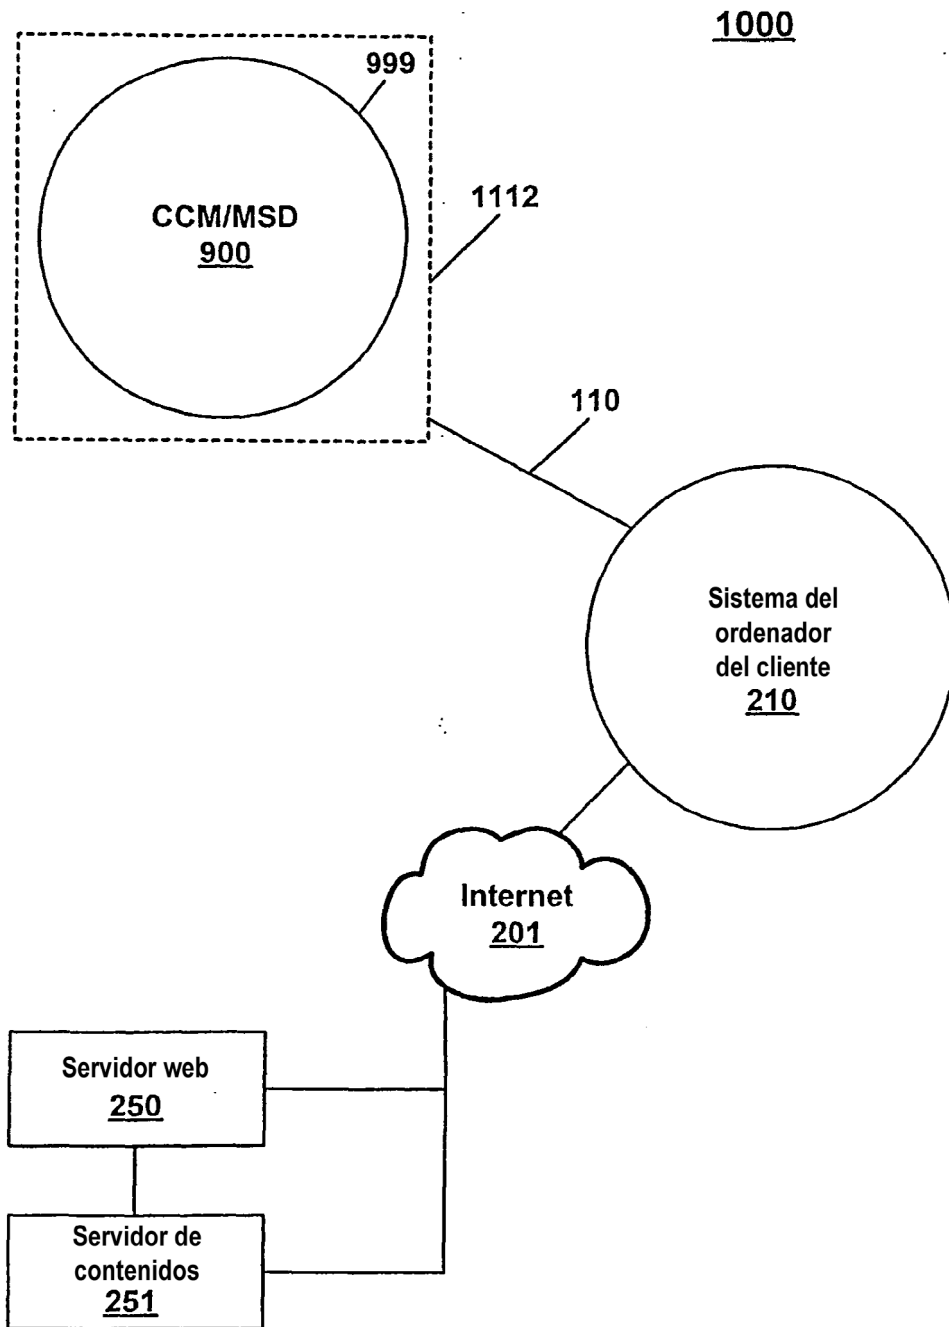 1000
999
CCM/MSD
900
1112
110
Sistema del
ordenador
del cliente
210
Internet
201
Servidor web
250
Servidor de
contenidos
251